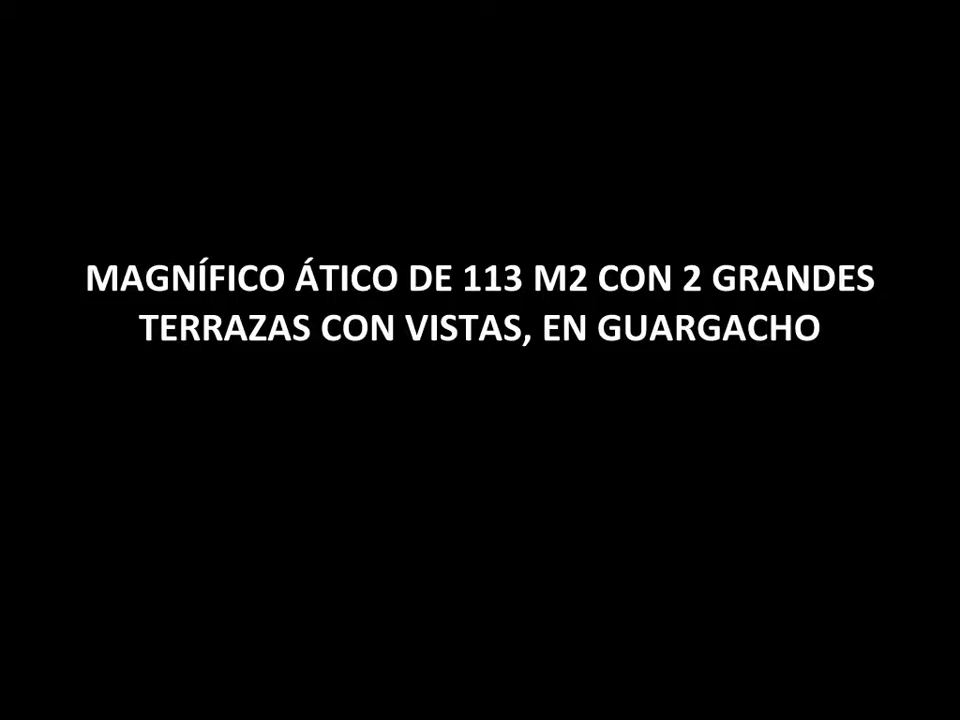 MAGNÍFICO ÁTICO DE 113 M2 CON 2 GRANDES
TERRAZAS CON VISTAS, EN GUARGACHO